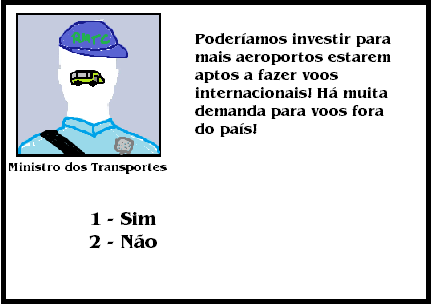 RMTC
Poderíamos investir para
mais aeroportos estarem
aptos a fazer voos
internacionais! Há muita
demanda para voos fora
do país!
Ministro dos Transportes
1 - Sim
2 - Não